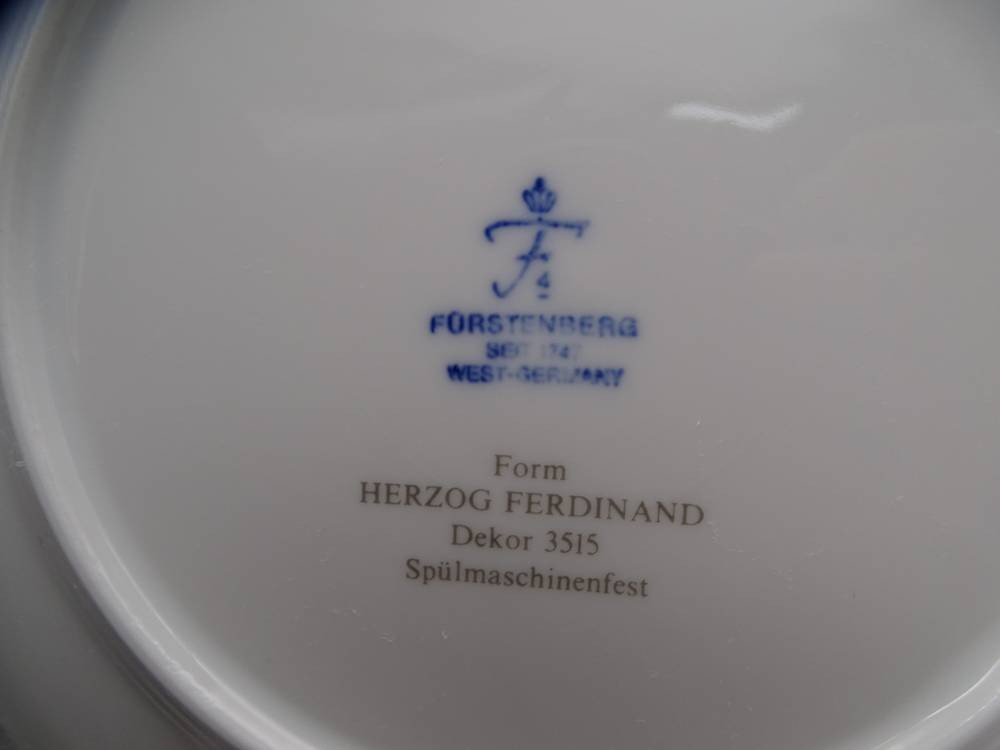 F
4
FÜRSTENBERG
SEIT 1747
WEST-GERMANY
Form
HERZOG FERDINAND
Dekor 3515
Spülmaschinenfest